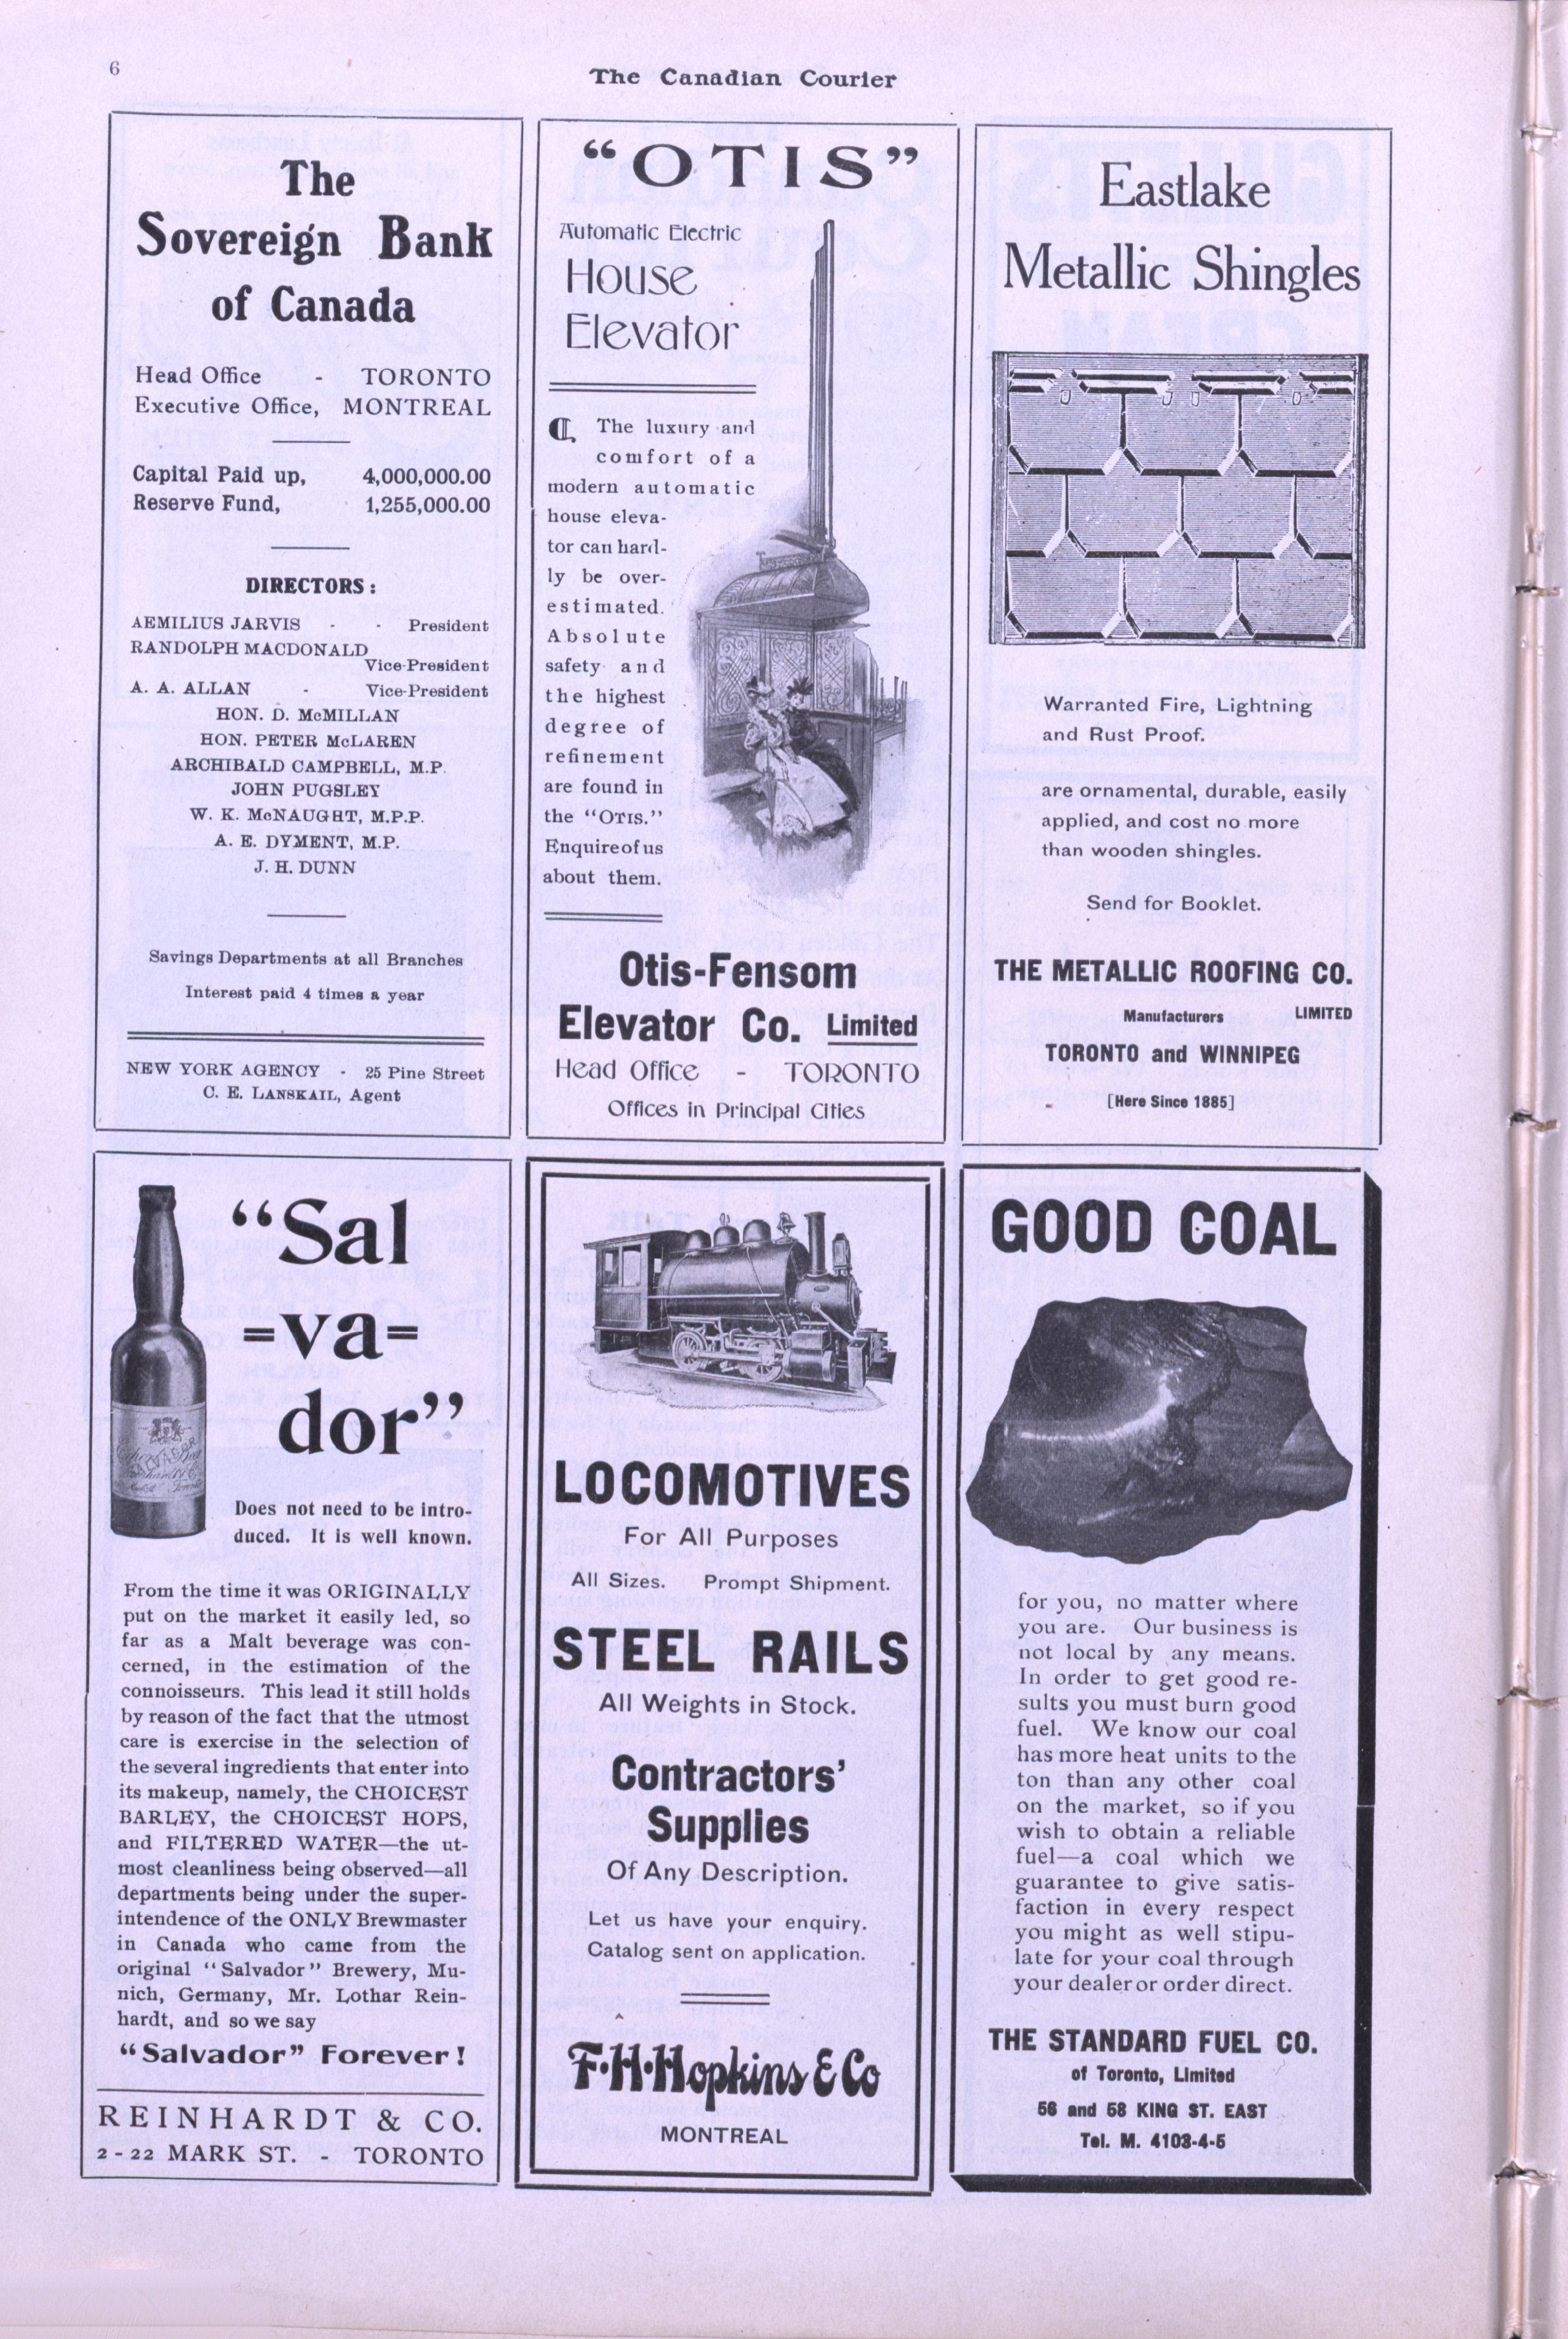 6
The Canadian Courier
The
Sovereign Bank
of Canada
Head Office - TORONTO
Executive Office, MONTREAL
Capital Paid up, 4,000,000.00
Reserve Fund, 1,255,000.00
DIRECTORS:
AEMILIUS JARVIS - - President
RANDOLPH MACDONALD
Vice-President
A. A. ALLAN - Vice-President
HON. D. McMILLAN
HON. PETER McLAREN
ARCHIBALD CAMPBELL, M.P.
JOHN PUGSLEY
W. K. McNAUGHT, M.P.P.
A. E. DYMENT, M.P.
J. H. DUNN
Savings Departments at all Branches
Interest paid 4 times a year
NEW YORK AGENCY - 25 Pine Street
C. E. LANSKAIL, Agent
"OTIS"
Automatic Electric
House
Elevator
¶ The luxury and
comfort of a
modern automatic
house eleva-
tor can hard-
ly be over-
estimated.
Absolute
safety and
the highest
degree of
refinement
are found in
the "OTIS."
Enquire of us
about them.
Otis-Fensom
Elevator Co. Limited
Head Office - TORONTO
Offices in Principal Cities
Eastlake
Metallic Shingles
Warranted Fire, Lightning
and Rust Proof.
are ornamental, durable, easily
applied, and cost no more
than wooden shingles.
Send for Booklet.
THE METALLIC ROOFING CO.
Manufacturers LIMITED
TORONTO and WINNIPEG
[Here Since 1885]
"Sal
=va=
dor"
SALVADOR
Does not need to be intro-
duced. It is well known.
From the time it was ORIGINALLY
put on the market it easily led, so
far as a Malt beverage was con-
cerned, in the estimation of the
connoisseurs. This lead it still holds
by reason of the fact that the utmost
care is exercise in the selection of
the several ingredients that enter into
its makeup, namely, the CHOICEST
BARLEY, the CHOICEST HOPS,
and FILTERED WATER—the ut-
most cleanliness being observed—all
departments being under the super-
intendence of the ONLY Brewmaster
in Canada who came from the
original "Salvador" Brewery, Mu-
nich, Germany, Mr. Lothar Rein-
hardt, and so we say
"Salvador" Forever!
REINHARDT & CO.
2-22 MARK ST. - TORONTO
LOCOMOTIVES
For All Purposes
All Sizes. Prompt Shipment.
STEEL RAILS
All Weights in Stock.
Contractors'
Supplies
Of Any Description.
Let us have your enquiry.
Catalog sent on application.
F.H.Hopkins & Co
MONTREAL
GOOD COAL
for you, no matter where
you are. Our business is
not local by any means.
In order to get good re-
sults you must burn good
fuel. We know our coal
has more heat units to the
ton than any other coal
on the market, so if you
wish to obtain a reliable
fuel—a coal which we
guarantee to give satis-
faction in every respect
you might as well stipu-
late for your coal through
your dealer or order direct.
THE STANDARD FUEL CO.
of Toronto, Limited
56 and 58 KING ST. EAST
Tel. M. 4103-4-5